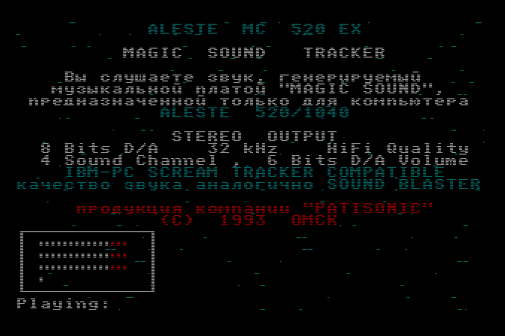 ALESTE MC 520 EX
MAGIC SOUND TRACKER
Вы слушаете звук, генерируемый
музыкальной платой "MAGIC SOUND",
предназначенной только для компьютера
ALESTE 520/1040
STEREO OUTPUT
8 Bits D/A 32 kHz HiFi Quality
4 Sound Channel , 6 Bits D/A Volume
IBM-PC SCREAM TRACKER COMPATIBLE
качество звука аналогично SOUND BLASTER
продукция компании "PATISONIC"
(C) 1993 ОМСК
Playing: